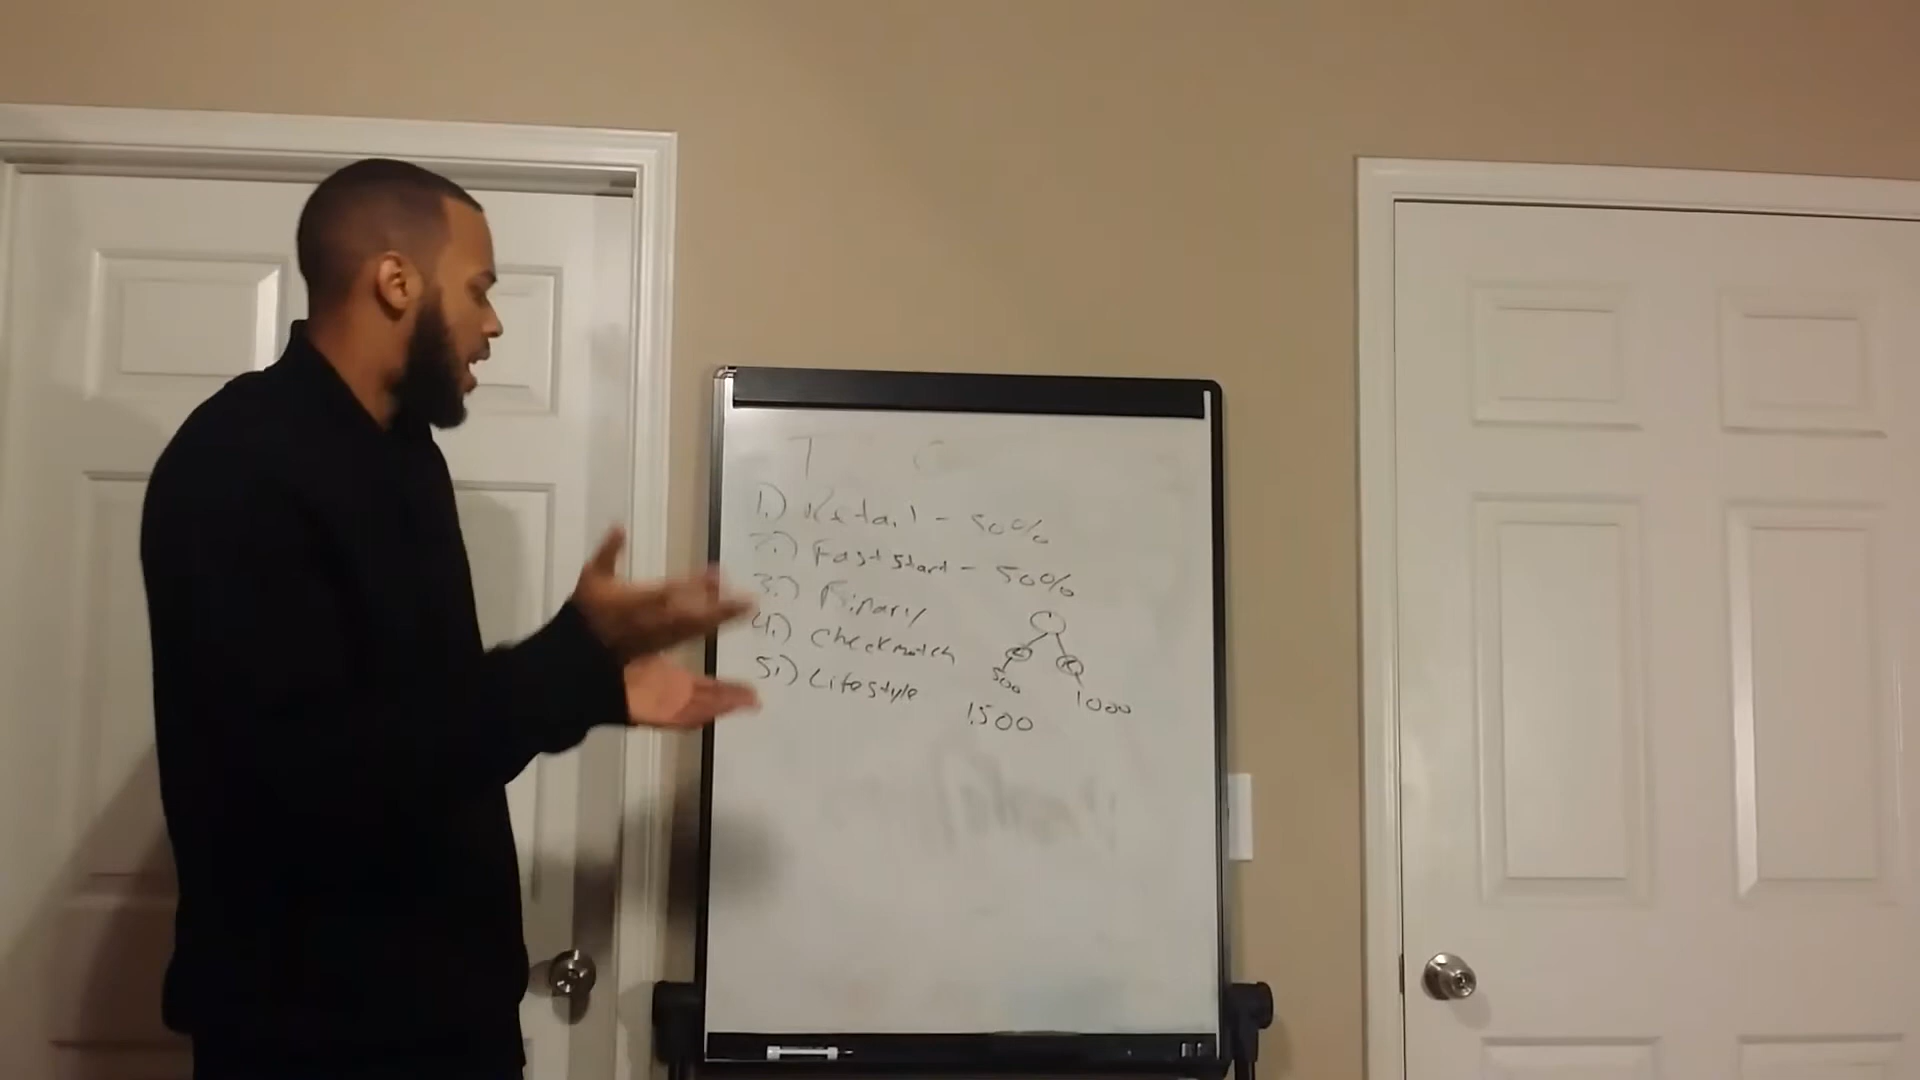 T C
1.) Retail - 50%
2.) Fast Start - 50%
3.) Binary
4.) Checkmatch
5.) Lifestyle
500
1000
1500